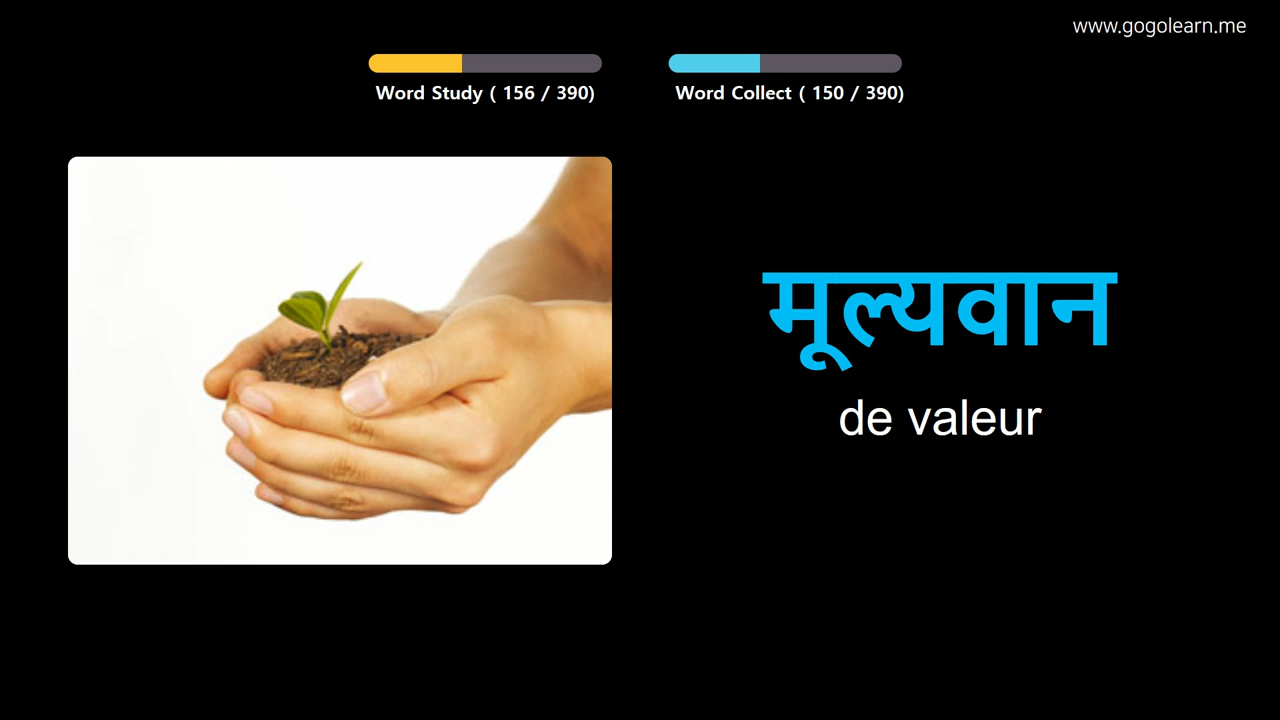 www.gogolearn.me
Word Study ( 156 / 390)
Word Collect ( 150 / 390)
मूल्यवान
de valeur